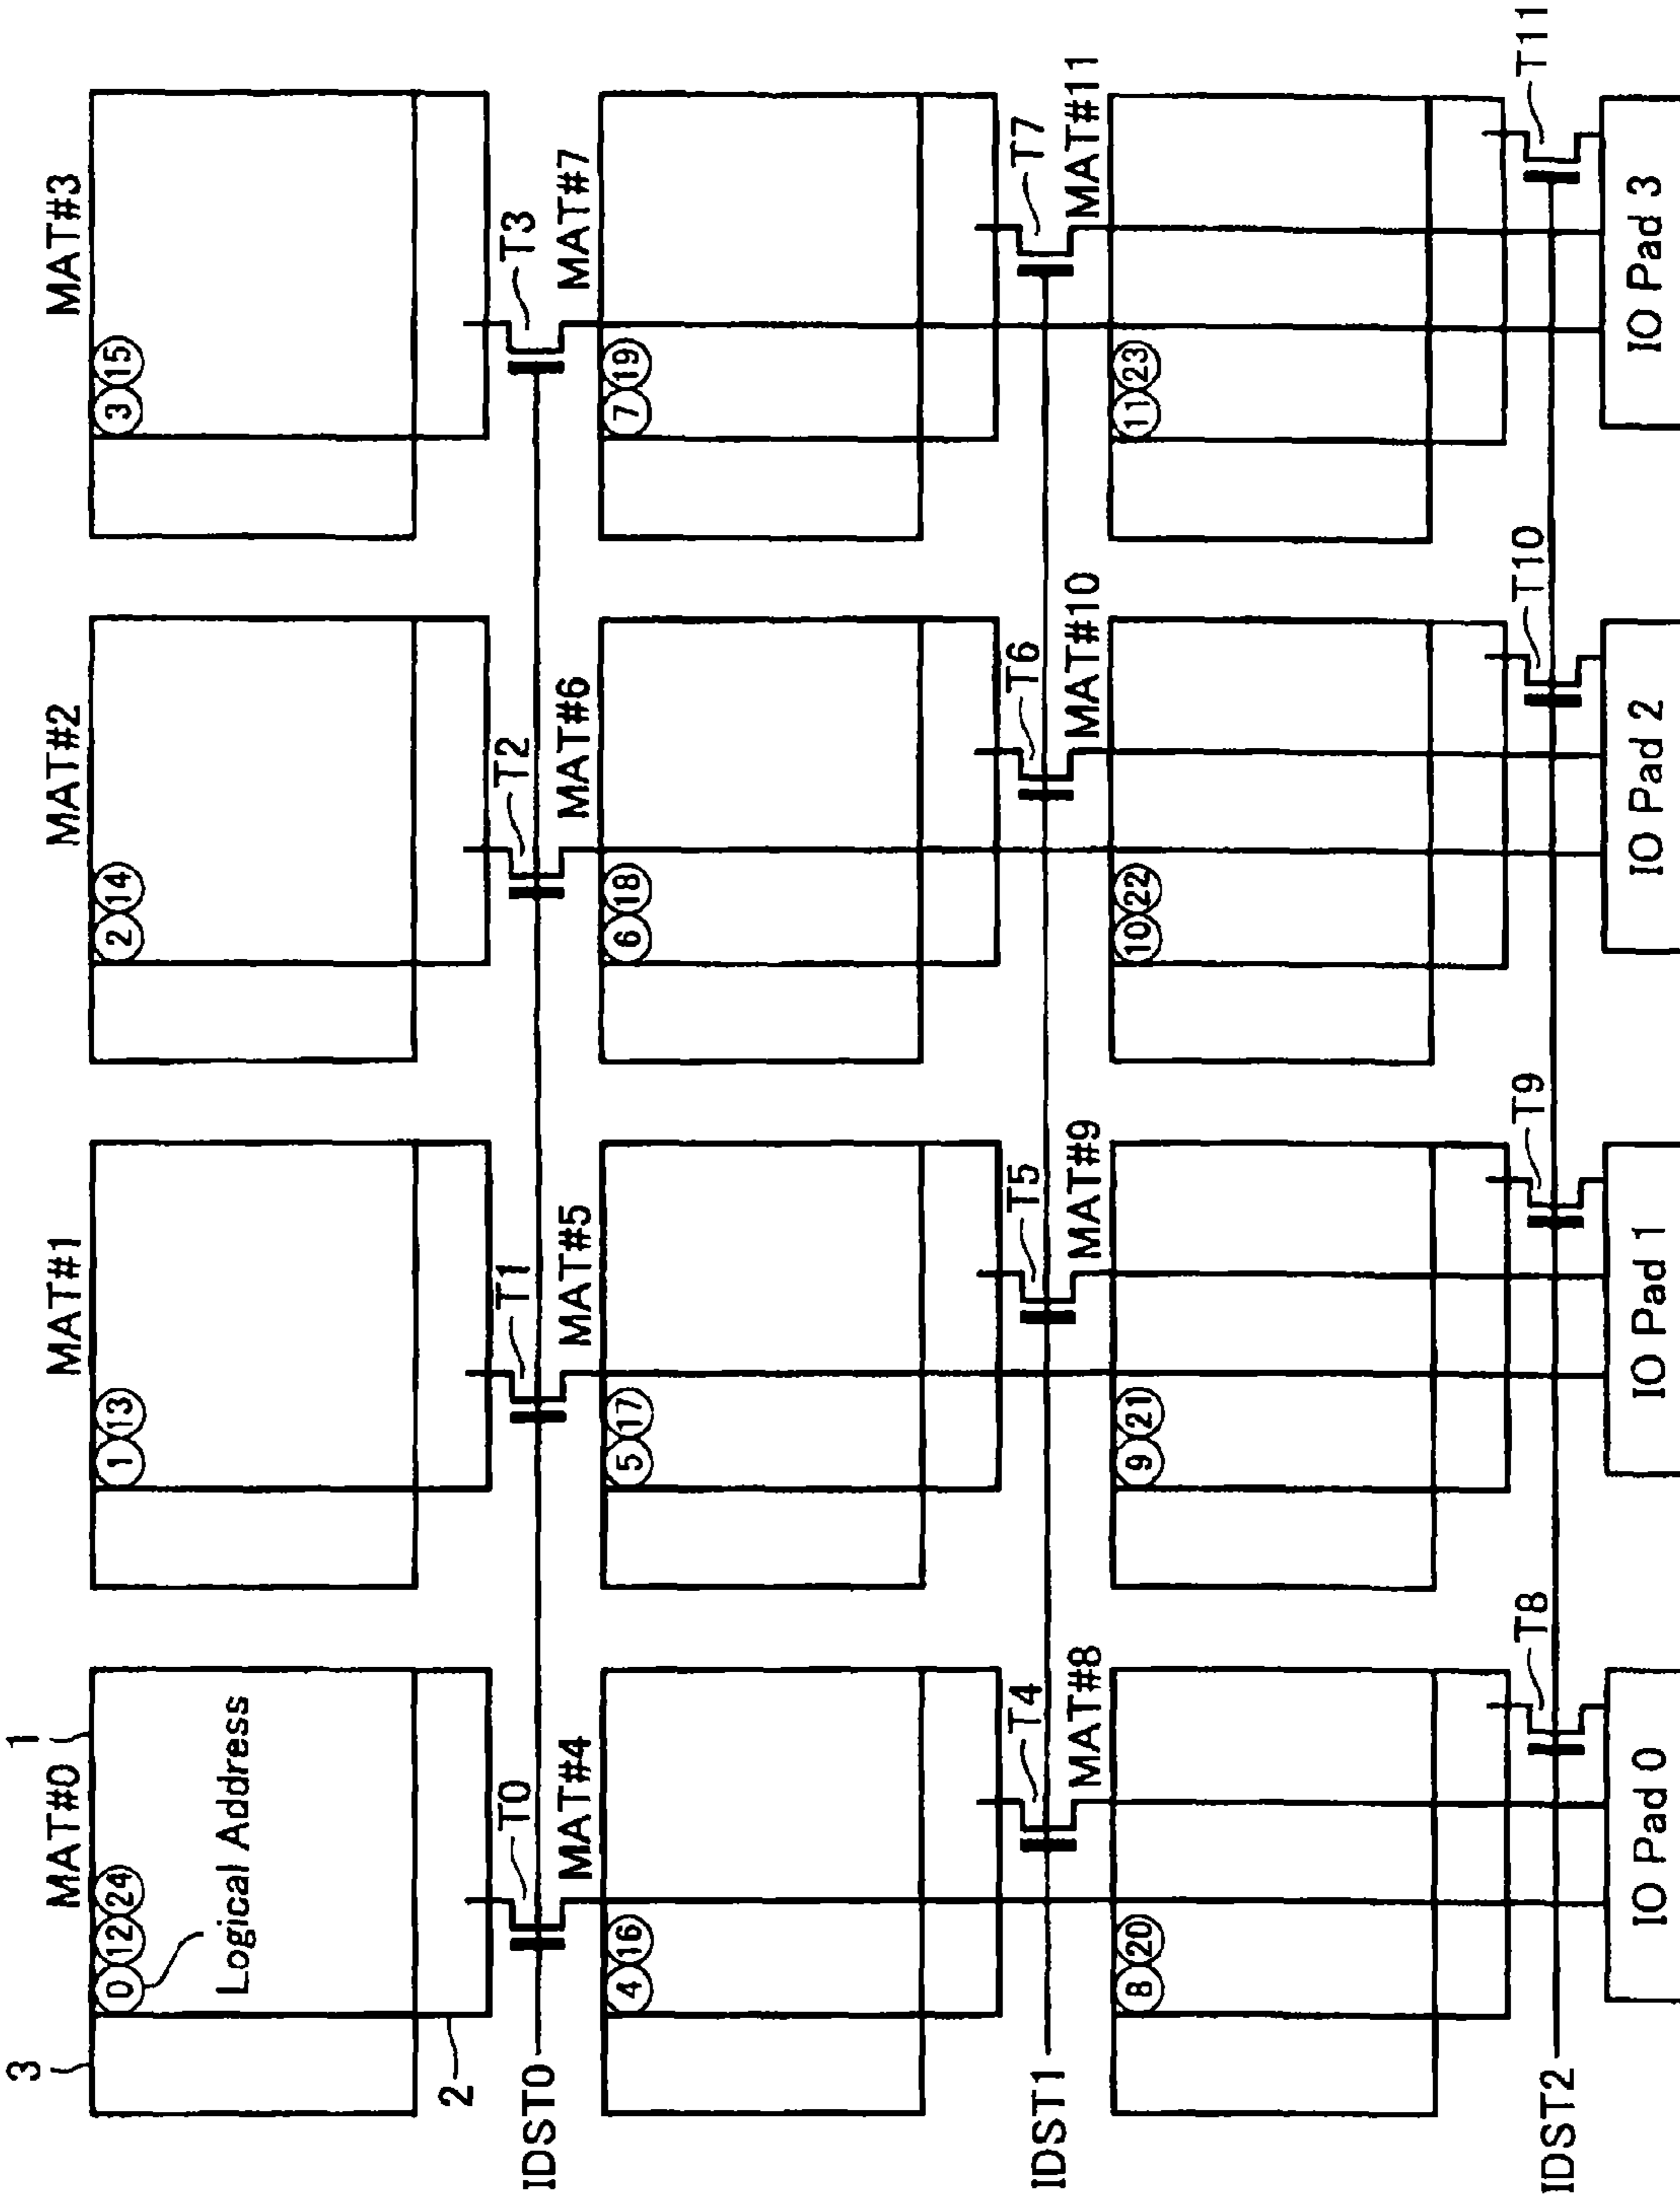 3
1
MAT#0
MAT#1
MAT#2
MAT#3
0 12 24
1 13
2 14
3 15
Logical Address
2
IDST0
T0
T1
T2
T3
MAT#4
MAT#5
MAT#6
MAT#7
4 16
5 17
6 18
7 19
IDST1
T4
T5
T6
T7
MAT#8
MAT#9
MAT#10
MAT#11
8 20
9 21
10 22
11 23
IDST2
T8
T9
T10
T11
IO Pad 0
IO Pad 1
IO Pad 2
IO Pad 3